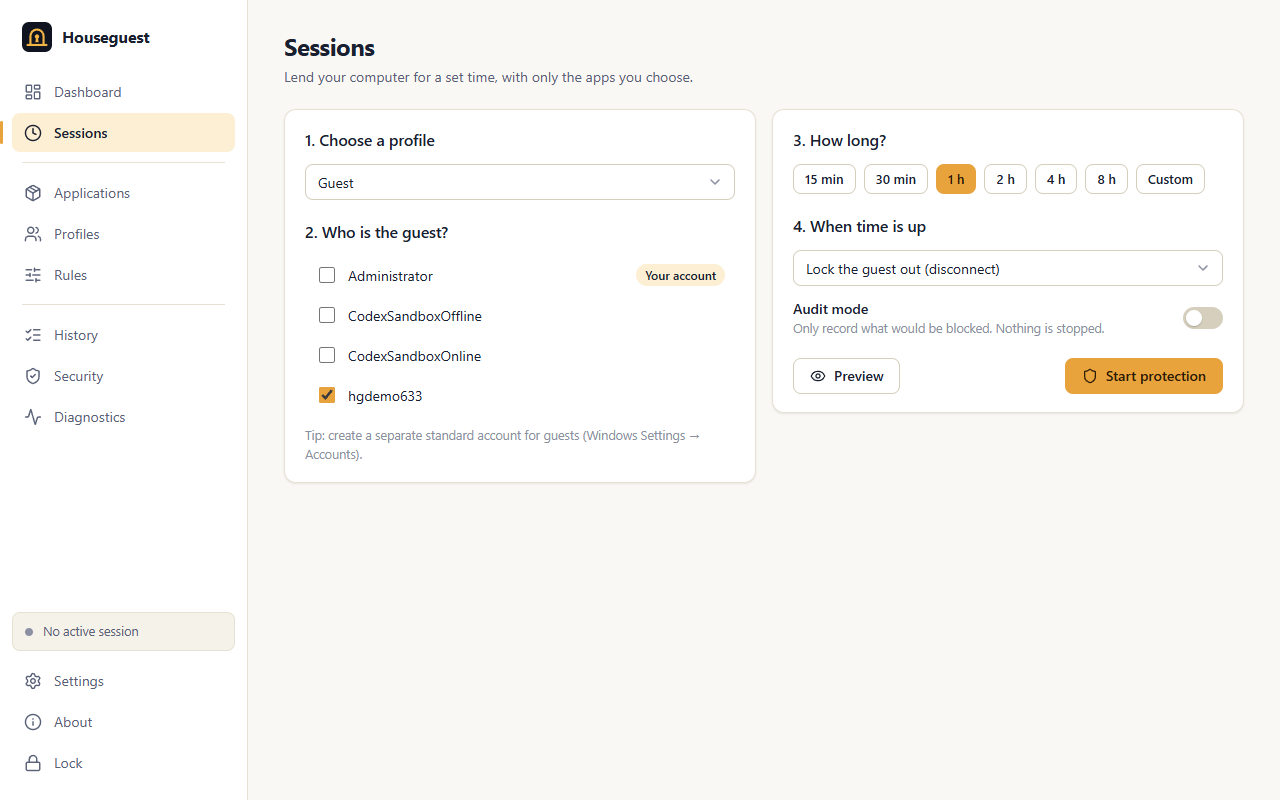 Houseguest
Dashboard
Sessions
Applications
Profiles
Rules
History
Security
Diagnostics
No active session
Settings
About
Lock
Sessions
Lend your computer for a set time, with only the apps you choose.
1. Choose a profile
Guest
2. Who is the guest?
Administrator
Your account
CodexSandboxOffline
CodexSandboxOnline
hgdemo633
Tip: create a separate standard account for guests (Windows Settings →
Accounts).
3. How long?
15 min 30 min 1 h 2 h 4 h 8 h Custom
4. When time is up
Lock the guest out (disconnect)
Audit mode
Only record what would be blocked. Nothing is stopped.
Preview
Start protection